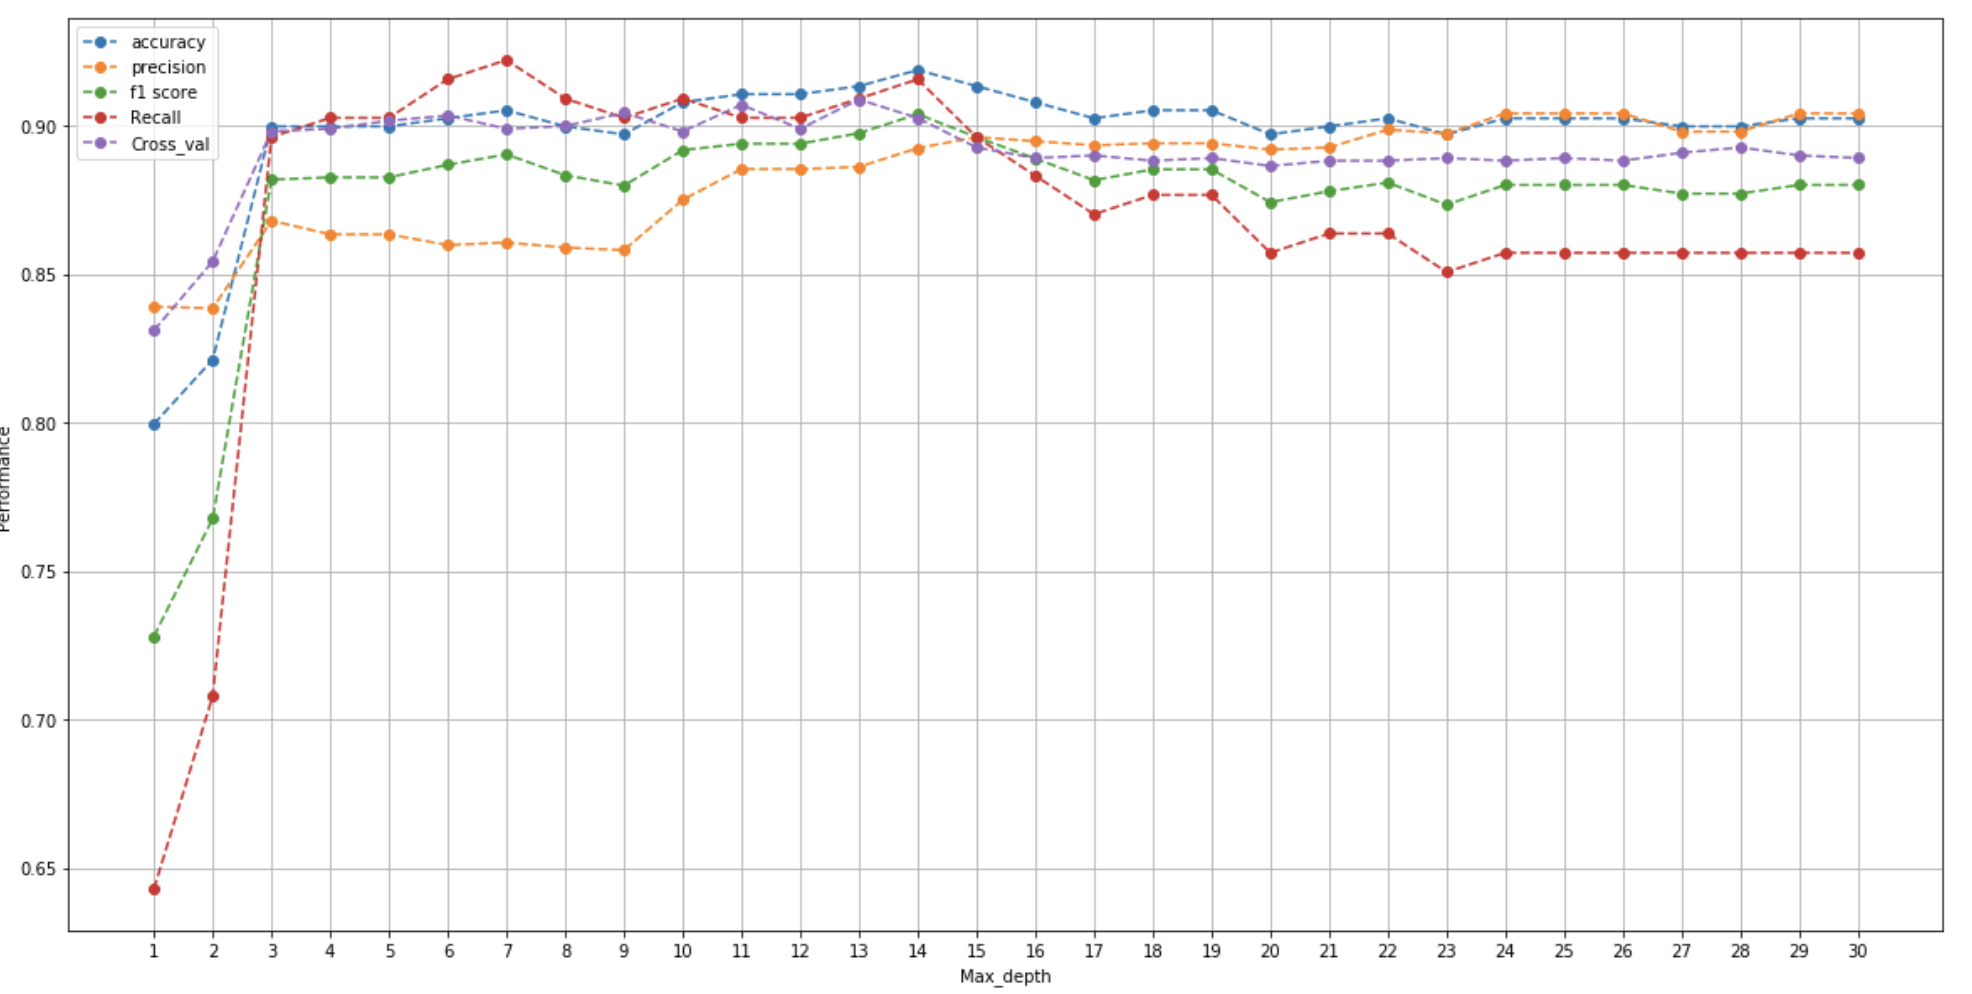 accuracy
precision
f1 score
Recall
Cross_val
0.90
0.85
0.80
0.75
0.70
0.65
Performance
1 2 3 4 5 6 7 8 9 10 11 12 13 14 15 16 17 18 19 20 21 22 23 24 25 26 27 28 29 30
Max_depth